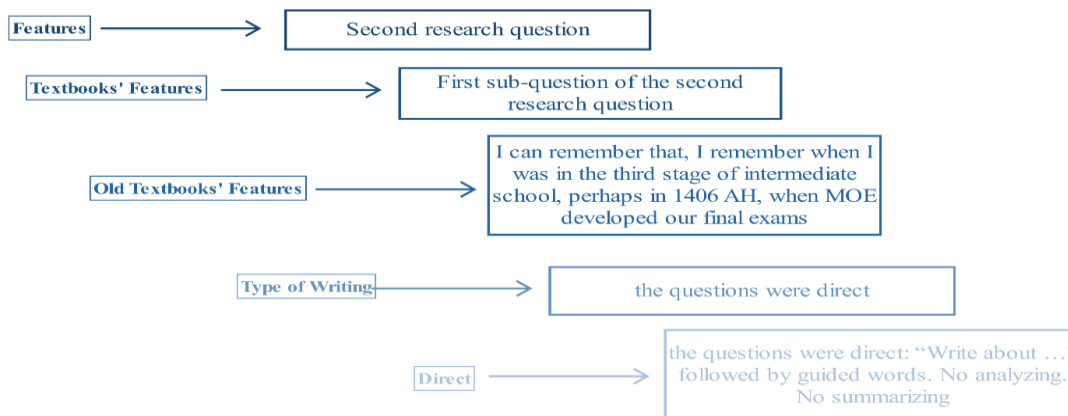 Features
Second research question
Textbooks' Features
First sub-question of the second
research question
Old Textbooks' Features
I can remember that, I remember when I
was in the third stage of intermediate
school, perhaps in 1406 AH, when MOE
developed our final exams
Type of Writing
the questions were direct
Direct
the questions were direct: “Write about …
followed by guided words. No analyzing.
No summarizing